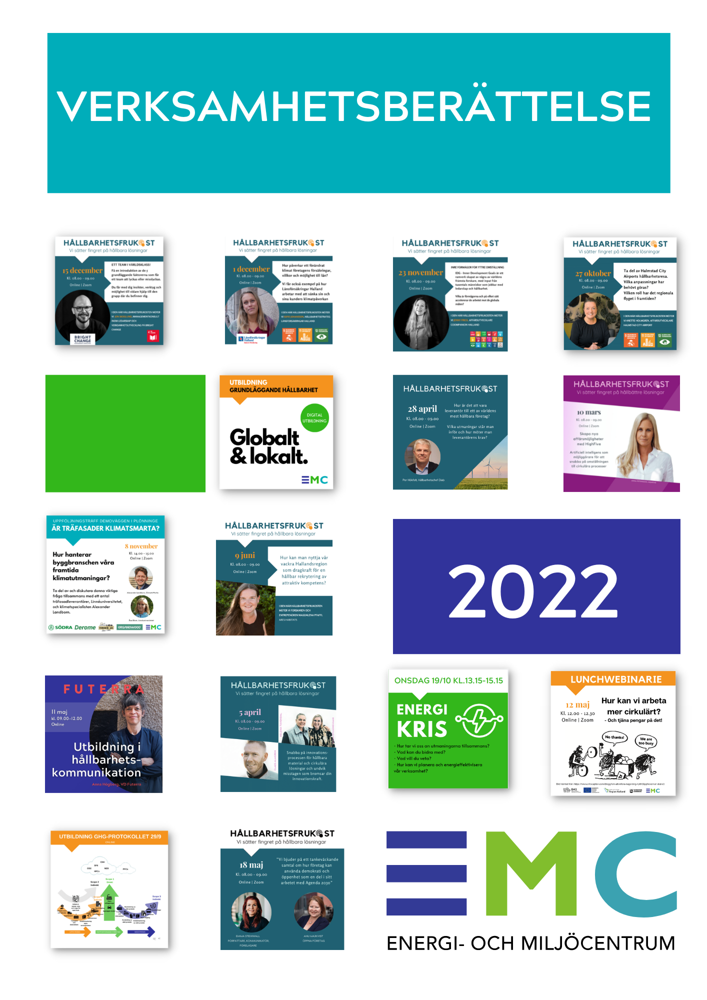 VERKSAMHETSBERÄTTELSE
HÅLLBARHETSFRUKOST
Vi sätter fingret på hållbara lösningar
15 december
Kl. 08.00 - 09.00
Online | Zoom
ETT TEAM I VÄRLDSKLASS!
Få en introduktion av de 5
grundläggande faktorerna som får
ett team att lyckas eller misslyckas.
Du får med dig insikter, verktyg och
möjlighet till vidare hjälp till den
grupp där du befinner dig.
I DEN HÄR HÅLLBARHETSFRUKOSTEN MÖTER
MANAGEMENTKONSULT
INOM LEDARSKAP OCH
VERKSAMHETSUTVECKLING PÅ BRIGHT
CHANGE
BRIGHT
CHANGE
HÅLLBARHETSFRUKOST
Vi sätter fingret på hållbara lösningar
1 december
Kl. 08.00 - 09.00
Online | Zoom
Hur påverkar ett förändrat
klimat företagens försäkringar,
villkor och möjlighet till lån?
Vi får också exempel på hur
Länsförsäkringar Halland
arbetar med att sänka sin och
sina kunders klimatpåverkan
I DEN HÄR HÅLLBARHETSFRUKOSTEN MÖTER
VI SOFIE JOHANSSON, HÅLLBARHETSSTRATEG
LÄNSFÖRSÄKRINGAR HALLAND
Länsförsäkringar
Halland
HÅLLBARHETSFRUKOST
Vi sätter fingret på hållbara lösningar
23 november
Kl. 08.00 - 09.00
Online | Zoom
INRE FÖRMÅGOR FÖR YTTRE OMSTÄLLNING
IDG - Inner Development Goals är ett
ramverk skapat av några av världens
främsta forskare, med input från
tusentals människor som jobbar med
ledarskap och hållbarhet.
Vilka är förmågorna och på vilket sätt
accelererar de arbetet mot de globala
målen?
I DEN HÄR HÅLLBARHETSFRUKOSTEN MÖTER
VI JENNY FRICK, AFFÄRSUTVECKLARE
COOMPANION HALLAND
HÅLLBARHETSFRUKOST
Vi sätter fingret på hållbara lösningar
27 oktober
Kl. 08.00 - 09.00
Online | Zoom
Ta del av Halmstad City
Airports hållbarhetsresa.
Vilka anpassningar har
behövt göras?
Vilken roll har det regionala
flyget i framtiden?
I DEN HÄR HÅLLBARHETSFRUKOSTEN MÖTER
VI ANETTE HOLMGREN, AFFÄRSUTVECKLARE
HALMSTAD CITY AIRPORT
UTBILDNING
GRUNDLÄGGANDE HÅLLBARHET
DIGITAL
UTBILDNING
Globalt
& lokalt.
EMC
HÅLLBARHETSFRUKOST
28 april
Kl. 08.00 - 09.00
Online | Zoom
Hur är det att vara
leverantör till ett av världens
mest hållbara företag?
Vilka utmaningar står man
inför och hur möter man
leverantörens krav?
Per Hökfelt, Hållbarhetschef Diab
HÅLLBARHETSFRUKOST
Vi sätter fingret på hållbättre lösningar
10 mars
Kl. 08.00 - 09.00
Online | Zoom
Skapa nya
affärsmöjligheter
med HighFive
Artificiell intelligens som
möjliggörare för att
snabba på omställningen
till cirkulära processer
UPPFÖLJNINGSTRÄFF DEMOVÄGGEN I PLÖNNINGE
ÄR TRÄFASADER KLIMATSMARTA?
8 november
Kl. 14.00 - 15.00
Online | Zoom
Hur hanterar
byggbranschen våra
framtida
klimatutmaningar?
Ta del av och diskutera denna viktiga
fråga tillsammans med ett antal
träfasadleverantörer, Linnéuniversitetet,
och klimatspecialisten Alexander
Landborn.
Alexander Landborn, ClimateWorks
Åsa Blom, Linnéuniversitetet
SÖDRA Derome LIDA TIMBER AB ORGANOWOOD EMC
HÅLLBARHETSFRUKOST
Vi sätter fingret på hållbara lösningar
9 juni
Kl. 08.00 - 09.00
Online | Zoom
Hur kan man nyttja vår
vackra Hallandsregion
som dragkraft för en
hållbar rekrytering av
attraktiv kompetens?
I DEN HÄR HÅLLBARHETSFRUKOSTEN
MÖTER VI FORSKAREN OCH
ENTREPENÖREN MAGDALENA PFAFFL
ARIES HABITATS
2022
FUTERRA
11 maj
kl. 09.00-12.00
Online
Utbildning i
hållbarhets-
kommunikation
Anna Högberg, VD Futerra
HÅLLBARHETSFRUKOST
Vi sätter fingret på hållbara lösningar
5 april
Kl. 08.00 - 09.00
Online | Zoom
CLAES ALMGREN
Snabba på innovations-
processen för hållbara
material och cirkulära
lösningar och undvik
misstagen som bromsar din
innovationskraft.
ONSDAG 19/10 KL.13.15-15.15
ENERGI
KRIS
- Hur tar vi oss an utmaningarna tillsammans?
- Vad kan du bidra med?
- Vad vill du veta?
- Hur kan vi planera och energieffektivisera
vår verksamhet?
LUNCHWEBINARIE
12 maj
Kl. 12.00 - 12.30
Online | Zoom
Hur kan vi arbeta
mer cirkulärt?
- Och tjäna pengar på det!
No thanks!
We are
too busy
BAS
Region Halland
VARBERGS
KOMMUN
EMC
UTBILDNING GHG-PROTOKOLLET 29/9
ONLINE
CO2
SF6
CH4
HFCs
N2O
PFCs
Scope 2
Indirekt
Scope 1
Direkt
Scope 3
Indirekt
HÅLLBARHETSFRUKOST
Vi sätter fingret på hållbara lösningar
18 maj
Kl. 08.00 - 09.00
Online | Zoom
"Vi bjuder på ett tankeväckande
samtal om hur företag kan
använda demokrati och
öppenhet som en del i sitt
arbetet med Agenda 2030"
EMMA STEINWALL
FÖRFATTARE, KOMMUNIKATÖR,
FÖRELÄSARE
ANU MAJKVIST
ÖPPNA FÖRETAG
EMC
ENERGI- OCH MILJÖCENTRUM